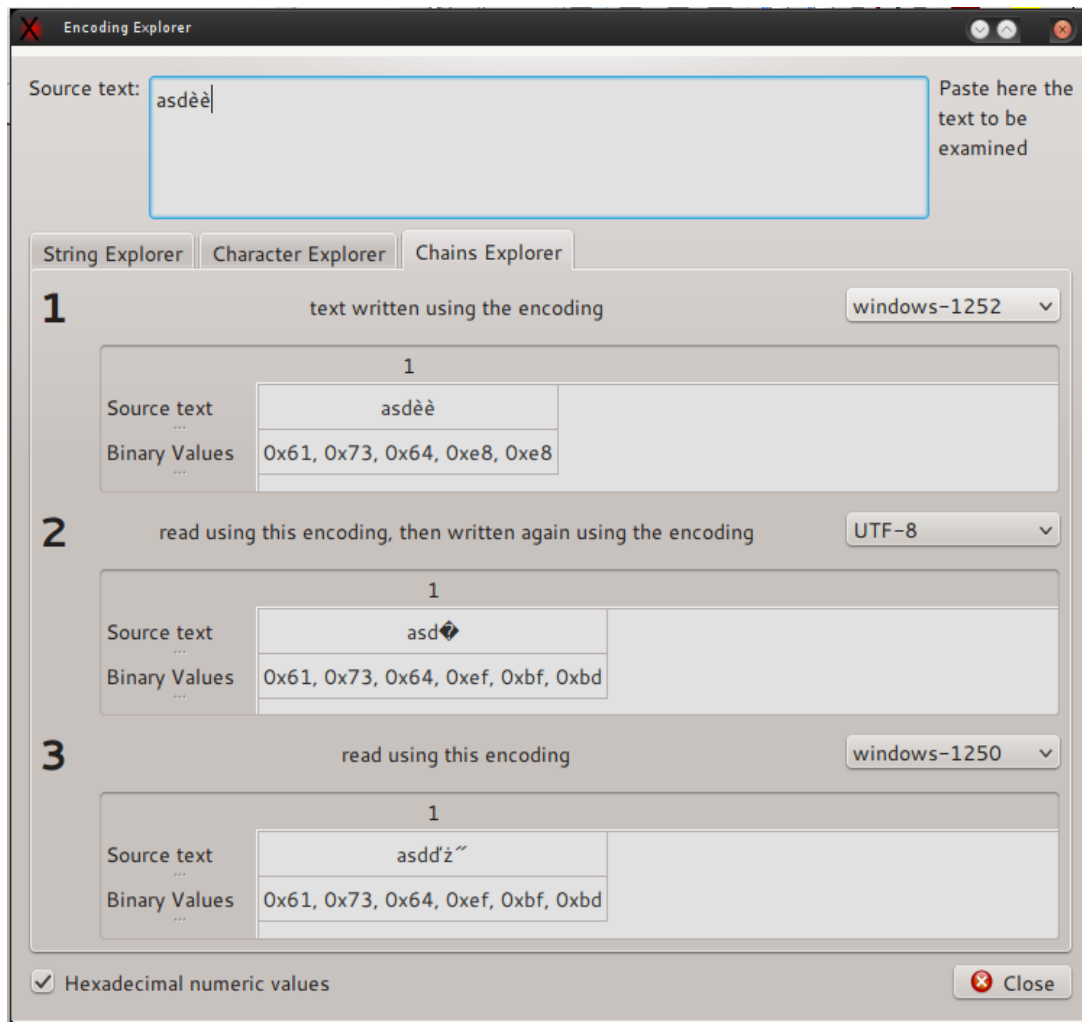 Encoding Explorer
Source text:
asdèè
Paste here the
text to be
examined
String Explorer
Character Explorer
Chains Explorer
1
text written using the encoding
windows-1252
1
Source text
asdèè
Binary Values
0x61, 0x73, 0x64, 0xe8, 0xe8
2
read using this encoding, then written again using the encoding
UTF-8
1
Source text
asd�
Binary Values
0x61, 0x73, 0x64, 0xef, 0xbf, 0xbd
3
read using this encoding
windows-1250
1
Source text
asdďż˝
Binary Values
0x61, 0x73, 0x64, 0xef, 0xbf, 0xbd
Hexadecimal numeric values
Close